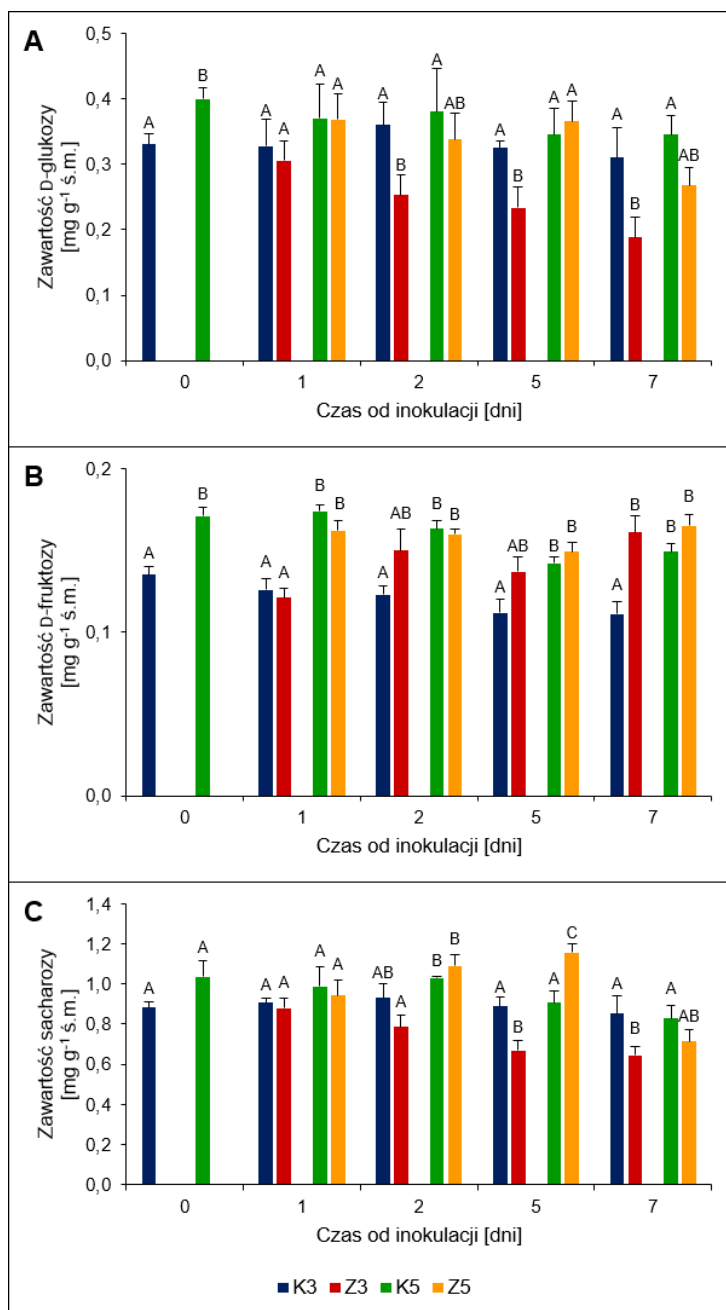 A
Zawartość D-glukozy
[mg g⁻¹ ś.m.]
0,5
0,4
0,3
0,2
0,1
0,0
A B
A A A A
A B A AB
A B A A
A B A AB
0 1 2 5 7
Czas od inokulacji [dni]
B
Zawartość D-fruktozy
[mg g⁻¹ ś.m.]
0,2
0,1
0,0
A B
A A B B
A AB B B
A AB B B
A B B B
0 1 2 5 7
Czas od inokulacji [dni]
C
Zawartość sacharozy
[mg g⁻¹ ś.m.]
1,4
1,2
1,0
0,8
0,6
0,4
0,2
0,0
A A
A A A A
AB A B B
A B A C
A B A AB
0 1 2 5 7
Czas od inokulacji [dni]
K3 Z3 K5 Z5